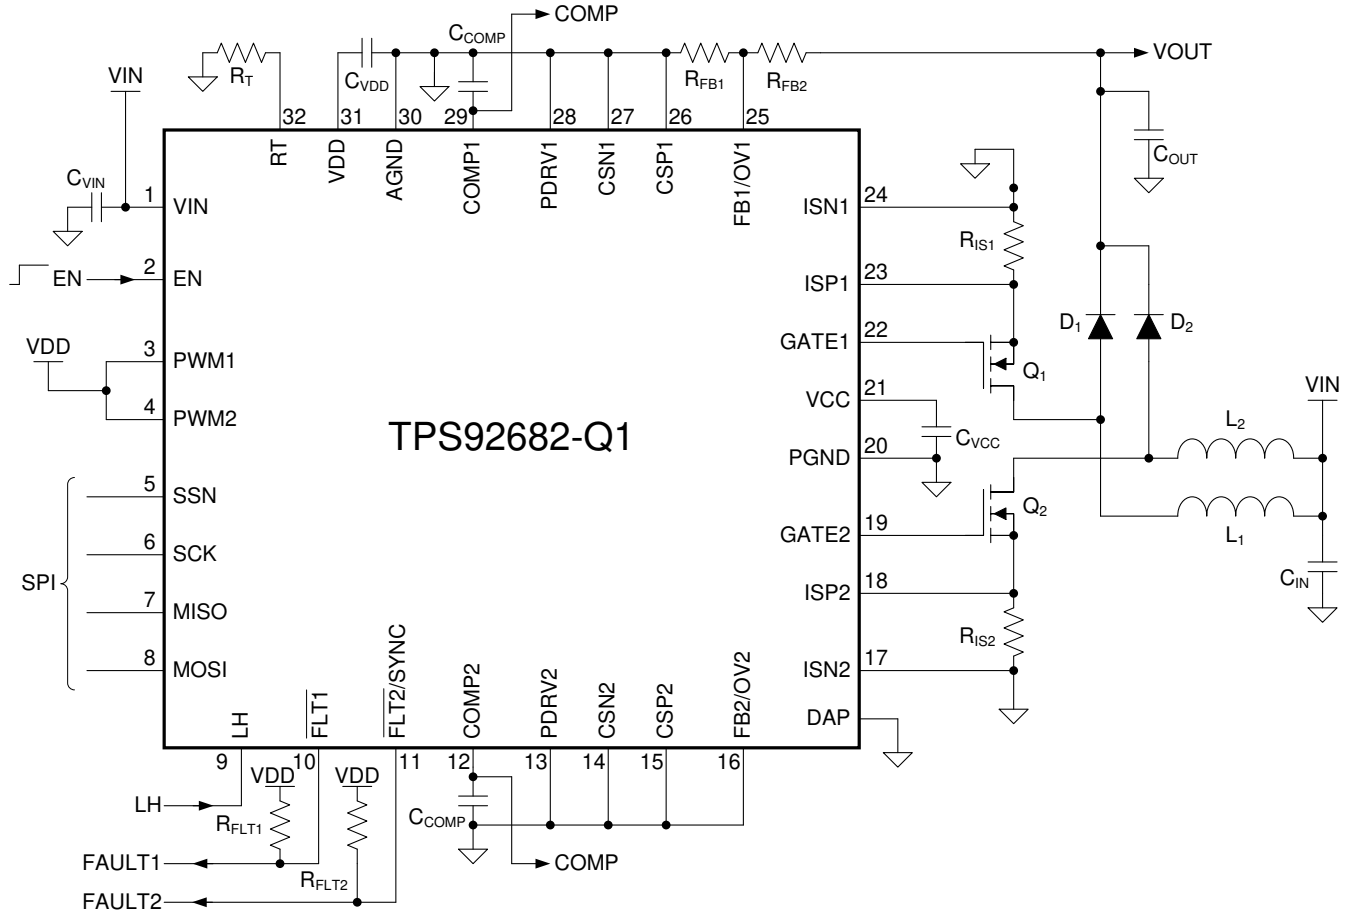 COMP
C_COMP
VOUT
R_T
C_VDD
R_FB1
R_FB2
VIN
32
31
30
29
28
27
26
25
RT
VDD
AGND
COMP1
PDRV1
CSN1
CSP1
FB1/OV1
C_OUT
C_VIN
1 VIN
ISN1 24
R_IS1
EN 2 EN
ISP1 23
GATE1 22
D_1
D_2
VDD
3 PWM1
Q_1
4 PWM2
VCC 21
VIN
TPS92682-Q1
C_VCC
L_2
PGND 20
SPI
5 SSN
Q_2
6 SCK
GATE2 19
L_1
C_IN
7 MISO
ISP2 18
R_IS2
8 MOSI
ISN2 17
DAP
LH
FLT1
FLT2/SYNC
COMP2
PDRV2
CSN2
CSP2
FB2/OV2
9
10
11
12
13
14
15
16
VDD
VDD
LH
R_FLT1
C_COMP
FAULT1
COMP
R_FLT2
FAULT2